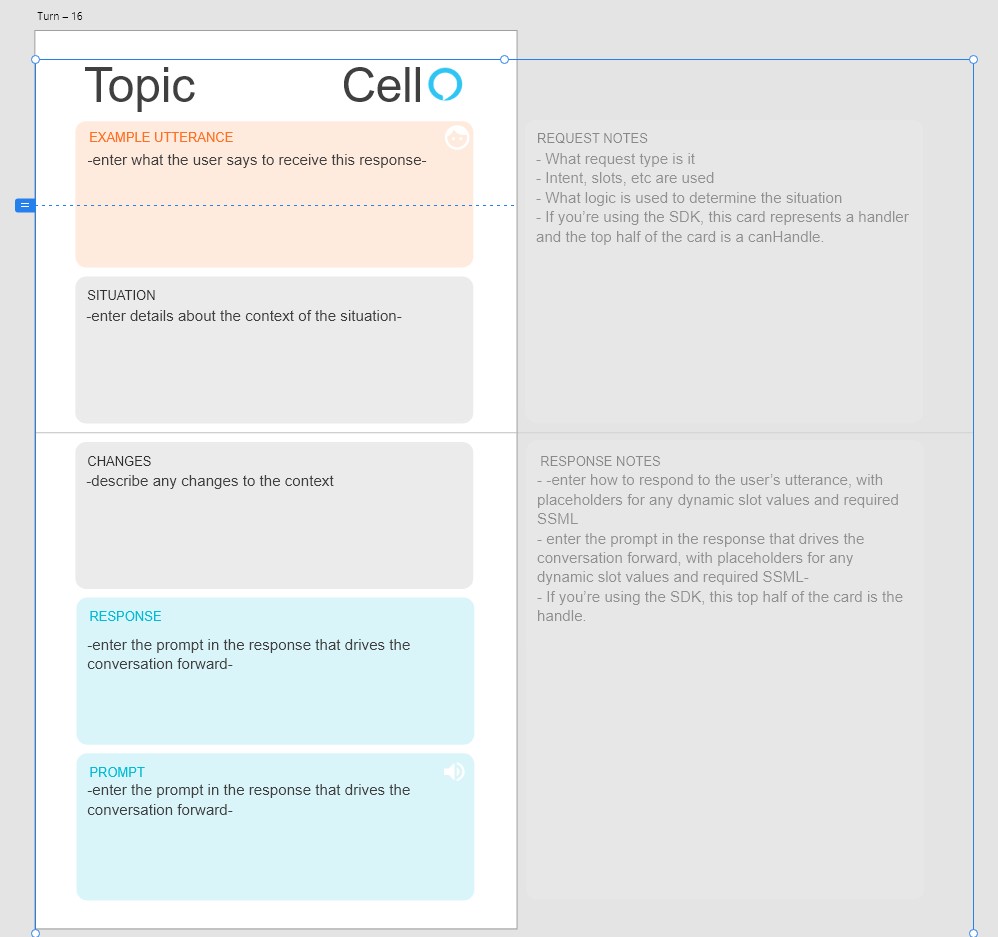 Turn – 16
Topic
Cell
EXAMPLE UTTERANCE
-enter what the user says to receive this response-
SITUATION
-enter details about the context of the situation-
CHANGES
-describe any changes to the context
RESPONSE
-enter the prompt in the response that drives the
conversation forward-
PROMPT
-enter the prompt in the response that drives the
conversation forward-
REQUEST NOTES
- What request type is it
- Intent, slots, etc are used
- What logic is used to determine the situation
- If you’re using the SDK, this card represents a handler
and the top half of the card is a canHandle.
RESPONSE NOTES
- -enter how to respond to the user’s utterance, with
placeholders for any dynamic slot values and required
SSML
- enter the prompt in the response that drives the
conversation forward, with placeholders for any
dynamic slot values and required SSML-
- If you’re using the SDK, this top half of the card is the
handle.